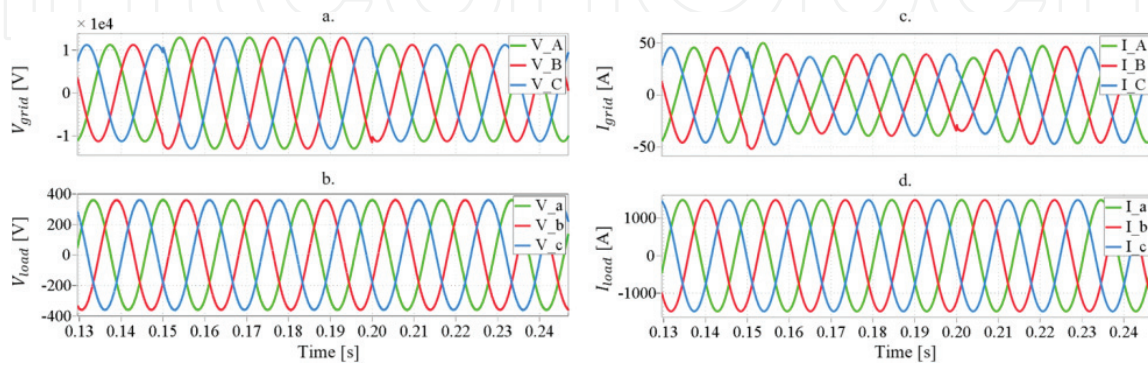 a.
× 1e4
1
0
-1
V_grid [V]
V_A
V_B
V_C
b.
400
200
0
-200
-400
V_load [V]
V_a
V_b
V_c
0.13 0.14 0.15 0.16 0.17 0.18 0.19 0.20 0.21 0.22 0.23 0.24
Time [s]
c.
50
0
-50
I_grid [A]
I_A
I_B
I_C
d.
1000
0
-1000
I_load [A]
I_a
I_b
I_c
0.13 0.14 0.15 0.16 0.17 0.18 0.19 0.20 0.21 0.22 0.23 0.24
Time [s]